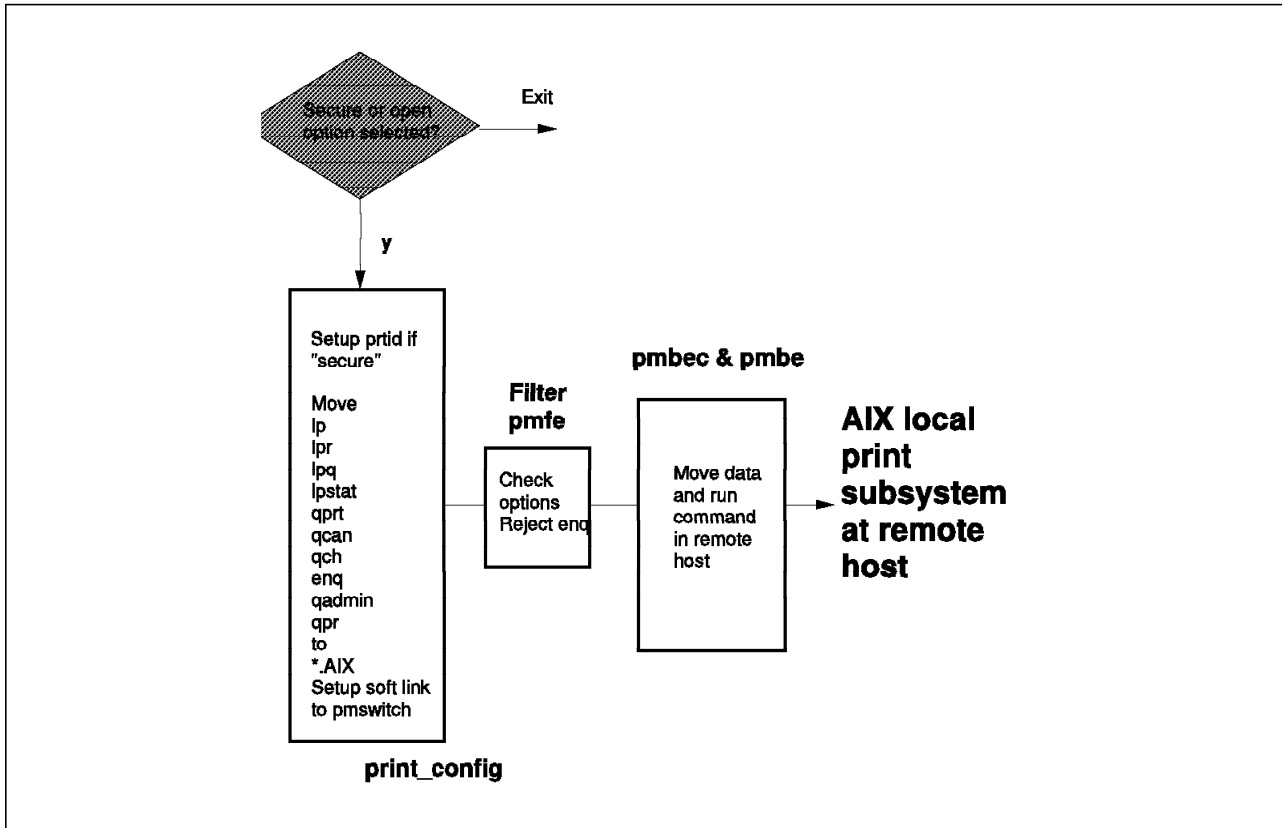 Secure or open
option selected?
Exit
y
Setup prtid if
"secure"
Move
lp
lpr
lpq
lpstat
qprt
qcan
qch
enq
qadmin
qpr
to
*.AIX
Setup soft link
to pmswitch
print_config
Filter
pmfe
Check
options
Reject enq
pmbec & pmbe
Move data
and run
command
in remote
host
AIX local
print
subsystem
at remote
host